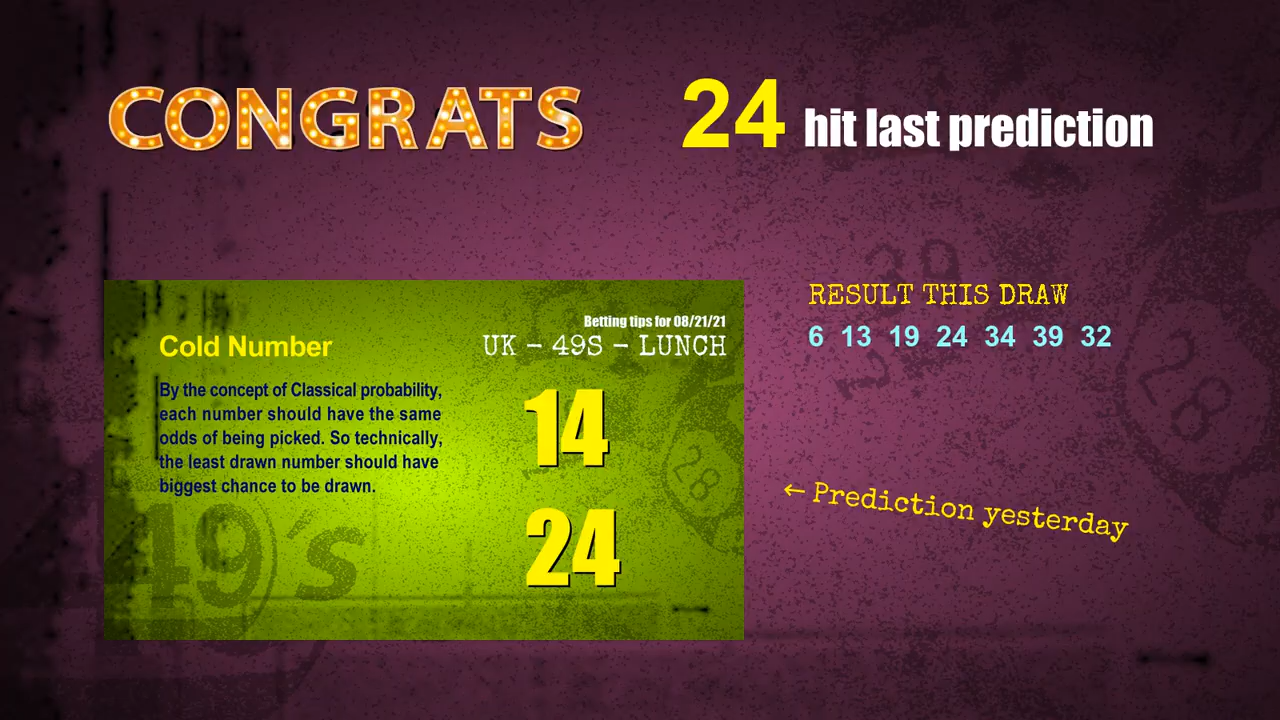 CONGRATS
24 hit last prediction
RESULT THIS DRAW
6 13 19 24 34 39 32
Betting tips for 08/21/21
UK - 49S - LUNCH
Cold Number
By the concept of Classical probability,
each number should have the same
odds of being picked. So technically,
the least drawn number should have
biggest chance to be drawn.
14
24
28
49's
← Prediction yesterday
39
28